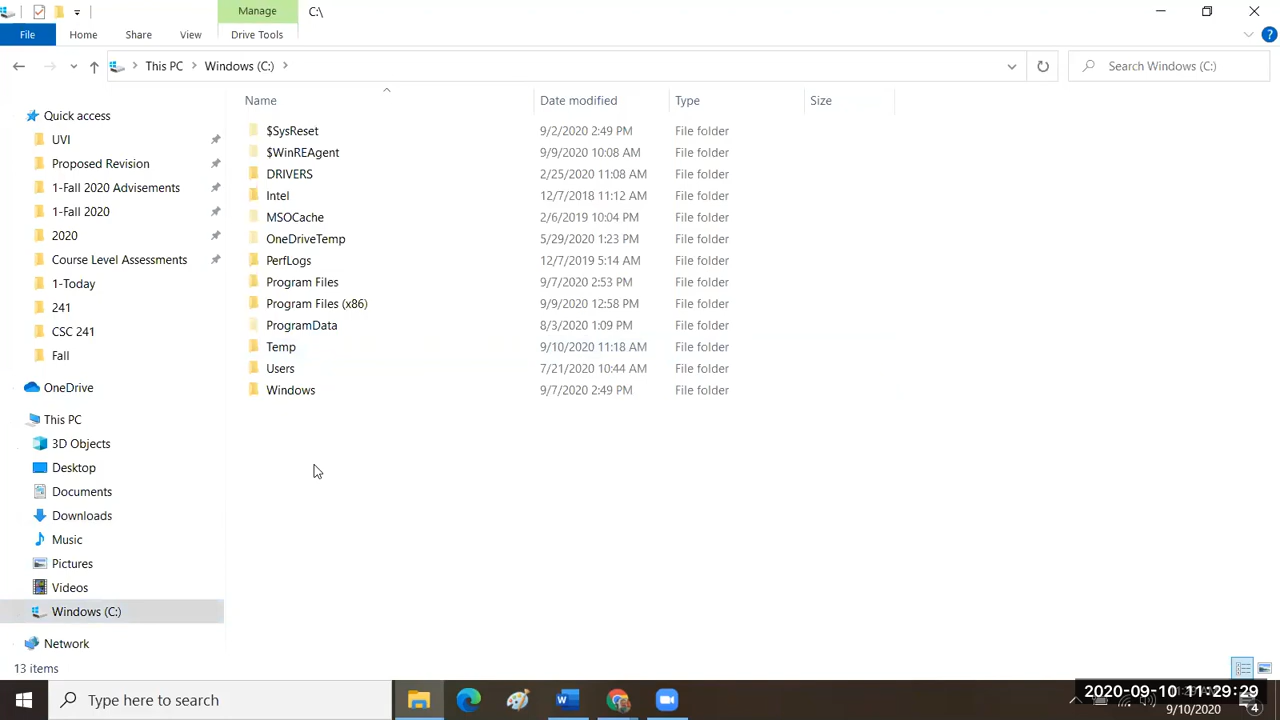 Manage C:\
File Home Share View Drive Tools
This PC Windows (C:) Search Windows (C:)
Name Date modified Type Size
Quick access
UVI
Proposed Revision
1-Fall 2020 Advisements
1-Fall 2020
2020
Course Level Assessments
1-Today
241
CSC 241
Fall
OneDrive
This PC
3D Objects
Desktop
Documents
Downloads
Music
Pictures
Videos
Windows (C:)
Network
$SysReset 9/2/2020 2:49 PM File folder
$WinREAgent 9/9/2020 10:08 AM File folder
DRIVERS 2/25/2020 11:08 AM File folder
Intel 12/7/2018 11:12 AM File folder
MSOCache 2/6/2019 10:04 PM File folder
OneDriveTemp 5/29/2020 1:23 PM File folder
PerfLogs 12/7/2019 5:14 AM File folder
Program Files 9/7/2020 2:53 PM File folder
Program Files (x86) 9/9/2020 12:58 PM File folder
ProgramData 8/3/2020 1:09 PM File folder
Temp 9/10/2020 11:18 AM File folder
Users 7/21/2020 10:44 AM File folder
Windows 9/7/2020 2:49 PM File folder
13 items
Type here to search
2020-09-10 11:29:29
9/10/2020 4